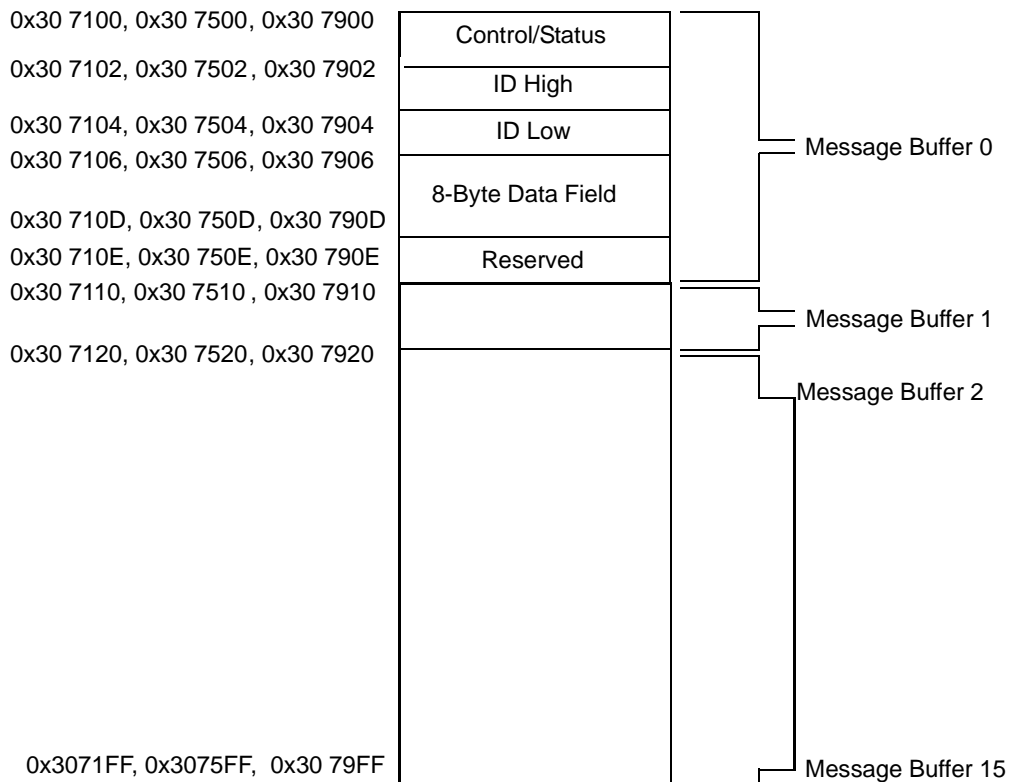 0x30 7100, 0x30 7500, 0x30 7900
Control/Status
0x30 7102, 0x30 7502 , 0x30 7902
ID High
0x30 7104, 0x30 7504, 0x30 7904
ID Low
Message Buffer 0
0x30 7106, 0x30 7506, 0x30 7906
8-Byte Data Field
0x30 710D, 0x30 750D, 0x30 790D
0x30 710E, 0x30 750E, 0x30 790E
Reserved
0x30 7110, 0x30 7510 , 0x30 7910
Message Buffer 1
0x30 7120, 0x30 7520, 0x30 7920
Message Buffer 2
0x3071FF, 0x3075FF, 0x30 79FF
Message Buffer 15